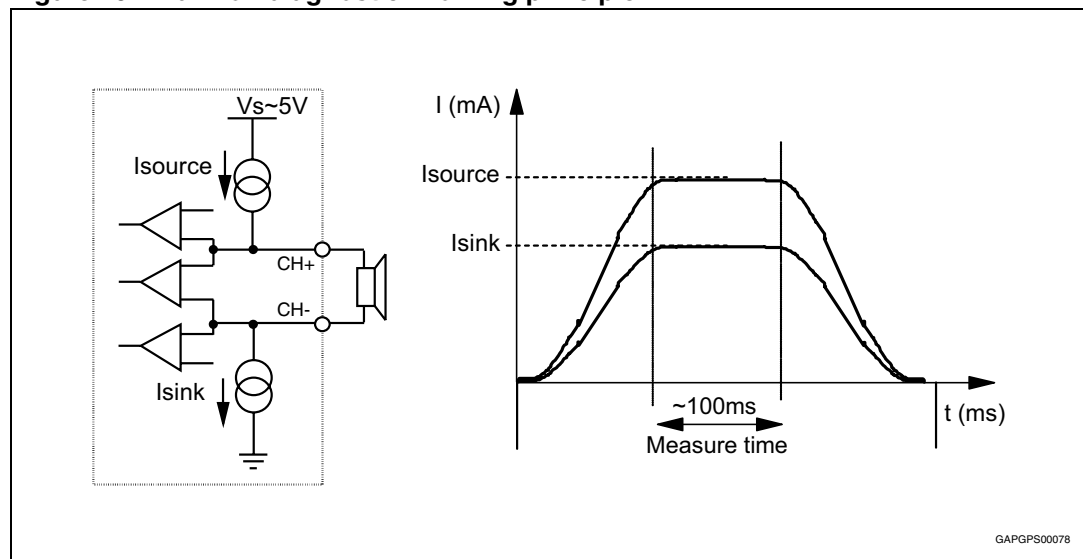 Vs~5V
Isource
CH+
CH-
Isink
I (mA)
Isource
Isink
~100ms
Measure time
t (ms)
GAPGPS00078